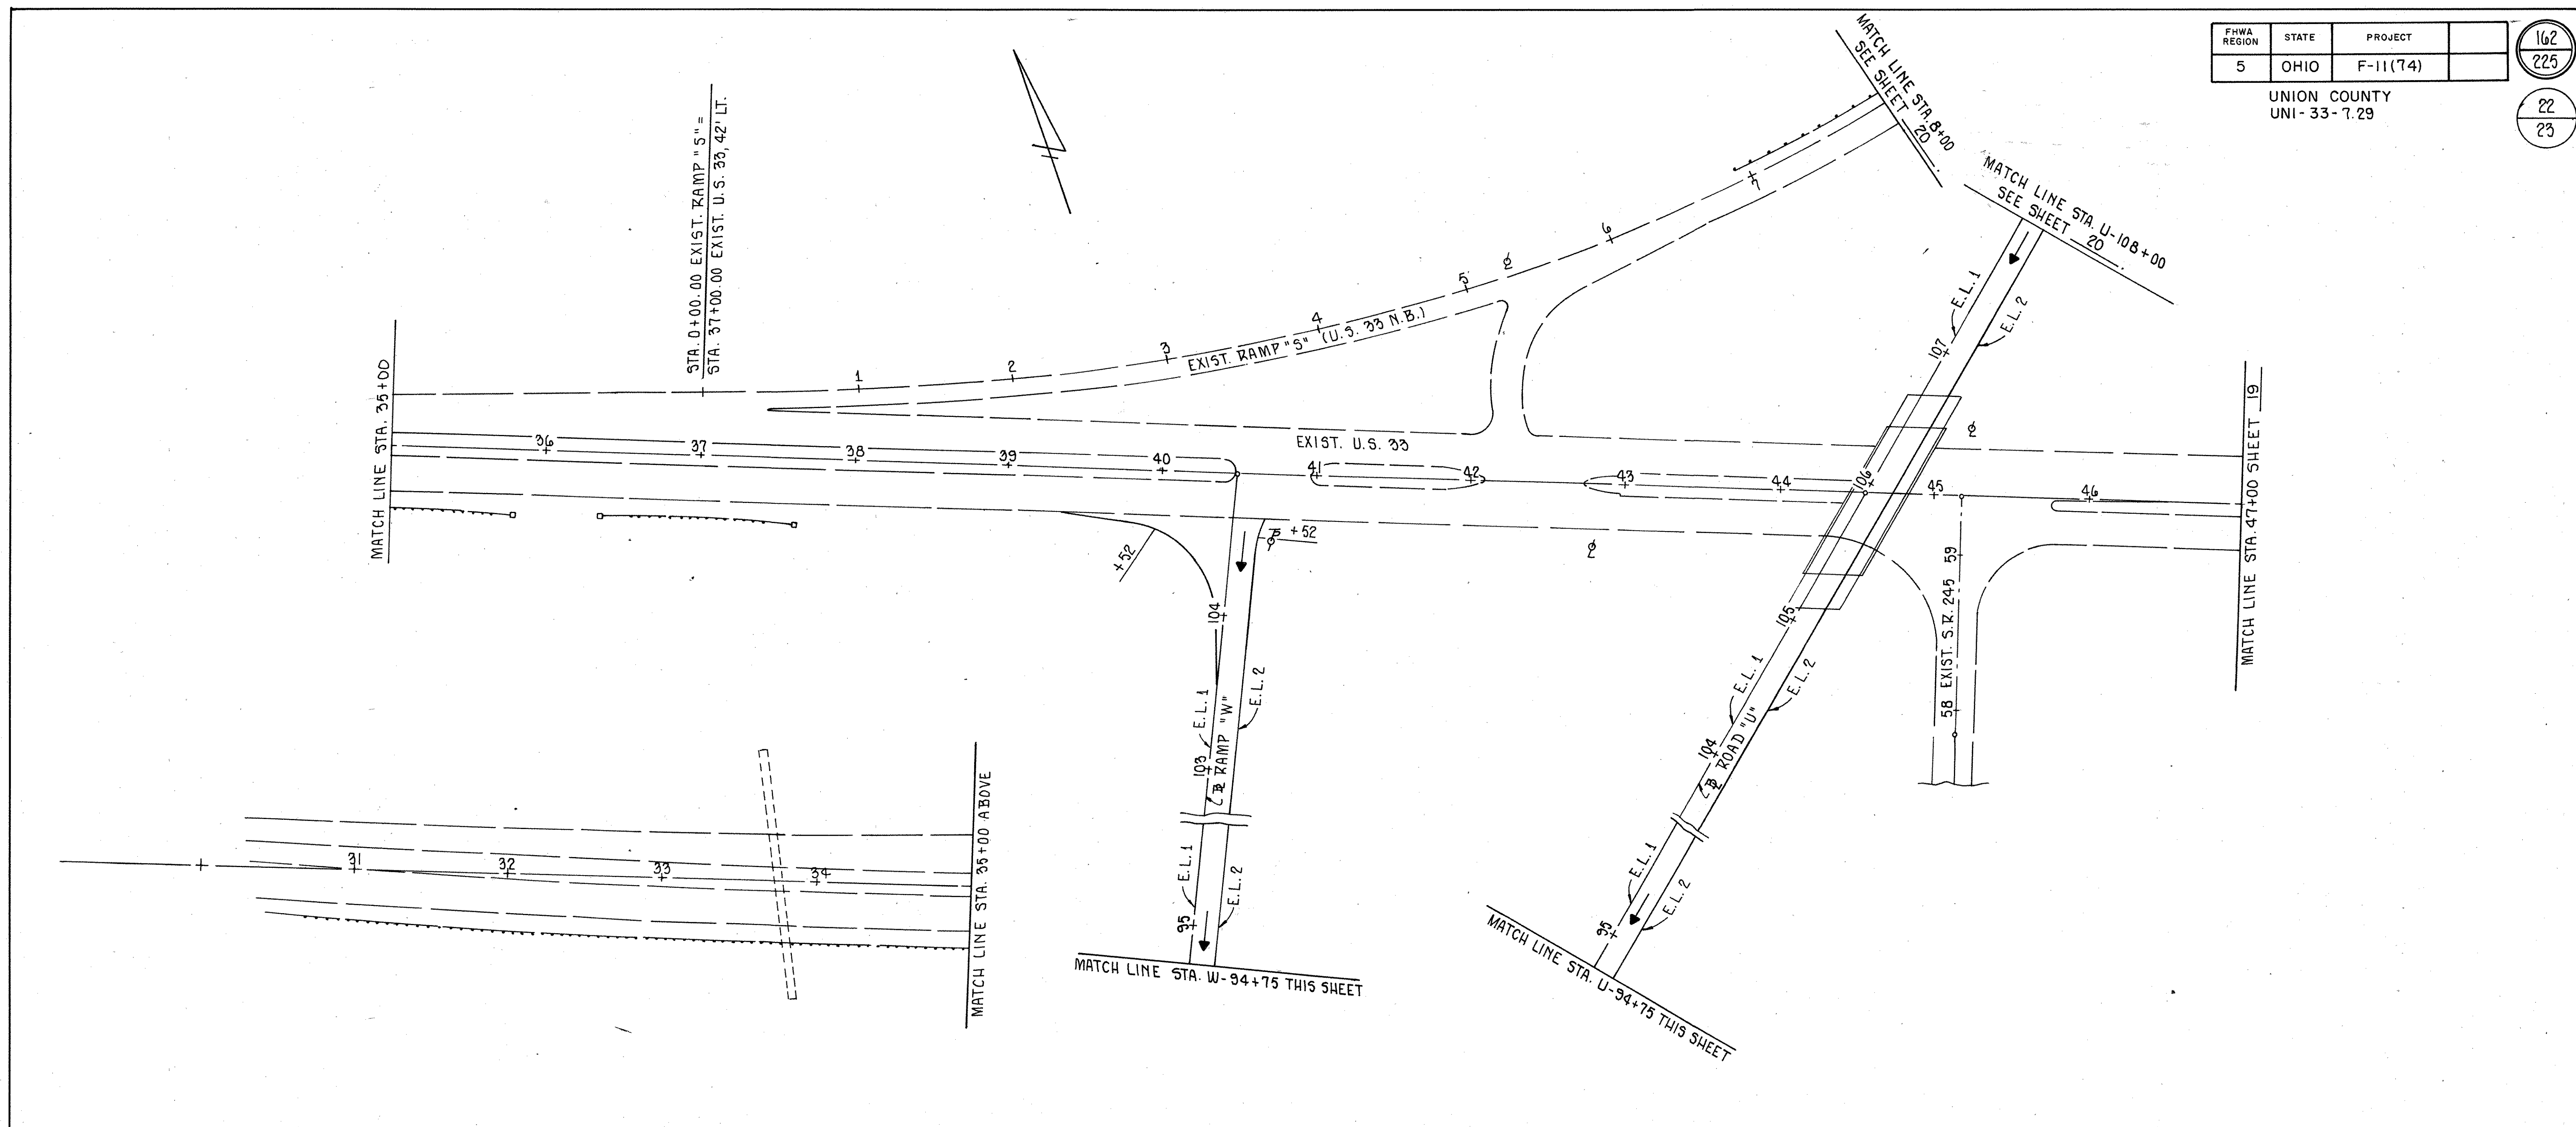 FHWA REGION STATE PROJECT
5 OHIO F-11(74)
162
225
UNION COUNTY
UNI-33-7.29
22
23
MATCH LINE STA. 8+00
SEE SHEET 20
MATCH LINE STA. U-108+00
SEE SHEET 20
STA. 0+00.00 EXIST. RAMP "S" =
STA. 37+00.00 EXIST. U.S. 33, 42' LT.
1
2
3
4
5
6
7
EXIST. RAMP "S" (U.S. 33 N.B.)
MATCH LINE STA. 35+00
36
37
38
39
40
41
42
43
44
45
46
EXIST. U.S. 33
MATCH LINE STA. 47+00 SHEET 19
E.L. 1
E.L. 2
107
106
105
E.L. 1
E.L. 2
104
ROAD "U"
E.L. 1
E.L. 2
95
MATCH LINE STA. U-94+75 THIS SHEET
59
58 EXIST. S.R. 245
+52
+52
104
E.L. 1
E.L. 2
103
RAMP "W"
E.L. 1
E.L. 2
95
MATCH LINE STA. W-94+75 THIS SHEET
31
32
33
34
MATCH LINE STA. 35+00 ABOVE